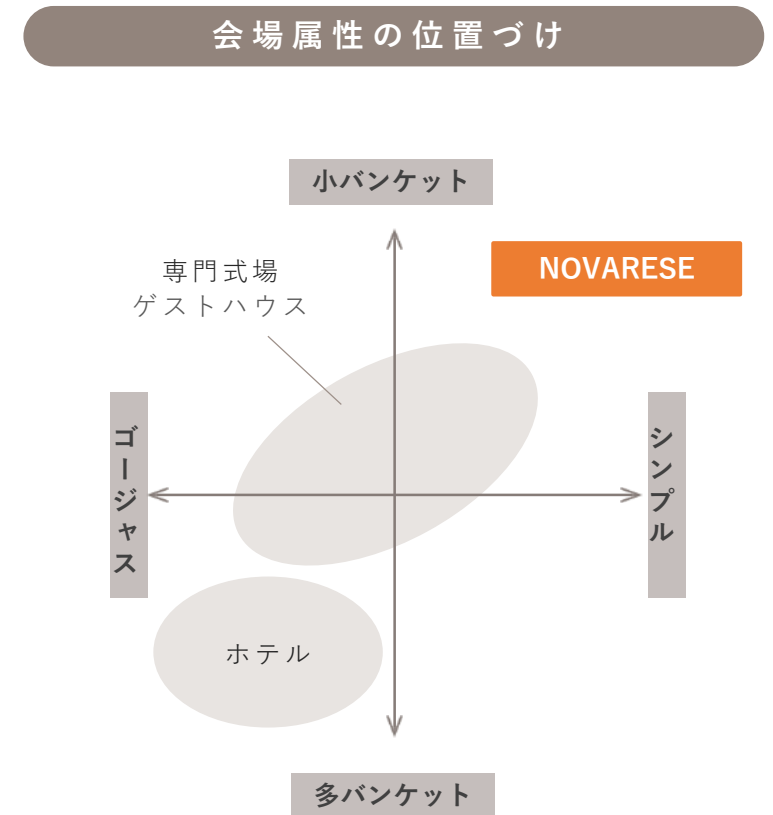 会場属性の位置づけ
小バンケット
専門式場
ゲストハウス
NOVARESE
ゴージャス
シンプル
ホテル
多バンケット